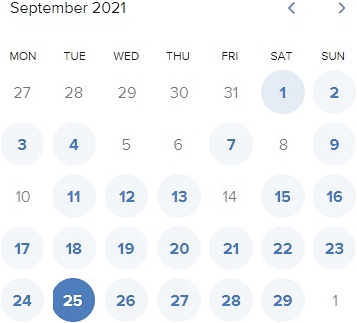 September 2021 < >
MON TUE WED THU FRI SAT SUN
27 28 29 30 31 1 2
3 4 5 6 7 8 9
10 11 12 13 14 15 16
17 18 19 20 21 22 23
24 25 26 27 28 29 1